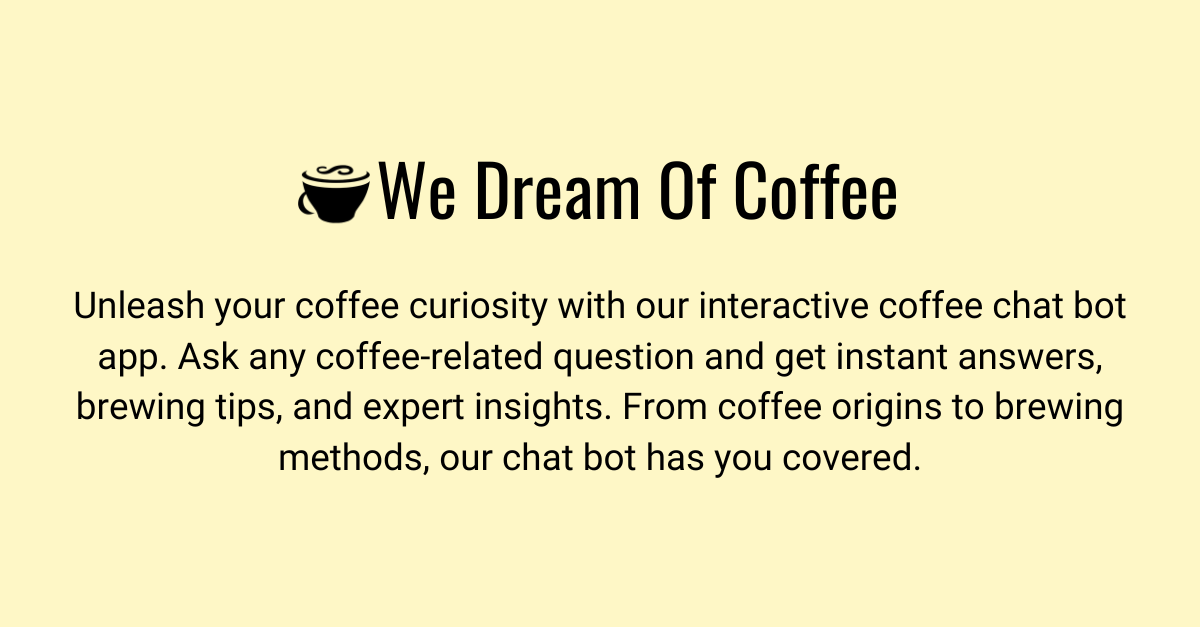 We Dream Of Coffee
Unleash your coffee curiosity with our interactive coffee chat bot
app. Ask any coffee-related question and get instant answers,
brewing tips, and expert insights. From coffee origins to brewing
methods, our chat bot has you covered.